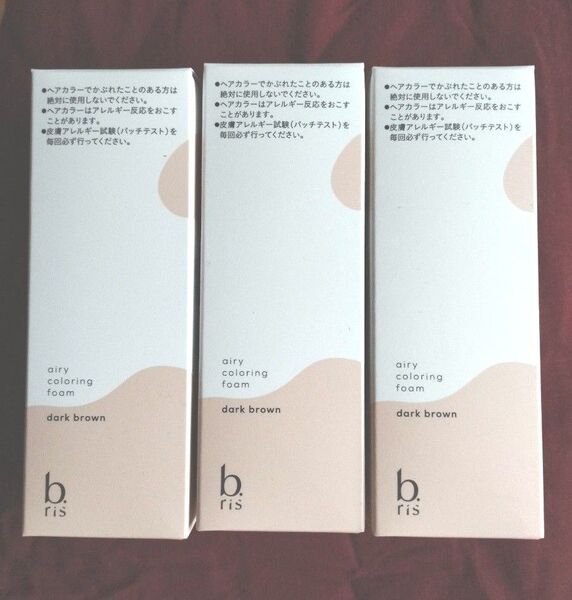 ●ヘアカラーでかぶれたことのある方は
絶対に使用しないでください。
●ヘアカラーはアレルギー反応をおこす
ことがあります。
●皮膚アレルギー試験(パッチテスト)を
毎回必ず行ってください。
airy
coloring
foam
dark brown
b.
ris
●ヘアカラーでかぶれたことのある方は
絶対に使用しないでください。
●ヘアカラーはアレルギー反応をおこす
ことがあります。
●皮膚アレルギー試験(パッチテスト)を
毎回必ず行ってください。
airy
coloring
foam
dark brown
b.
ris
●ヘアカラーでかぶれたことのある方は
絶対に使用しないでください。
●ヘアカラーはアレルギー反応をおこす
ことがあります。
●皮膚アレルギー試験(パッチテスト)を
毎回必ず行ってください。
airy
coloring
foam
dark brown
b.
ris